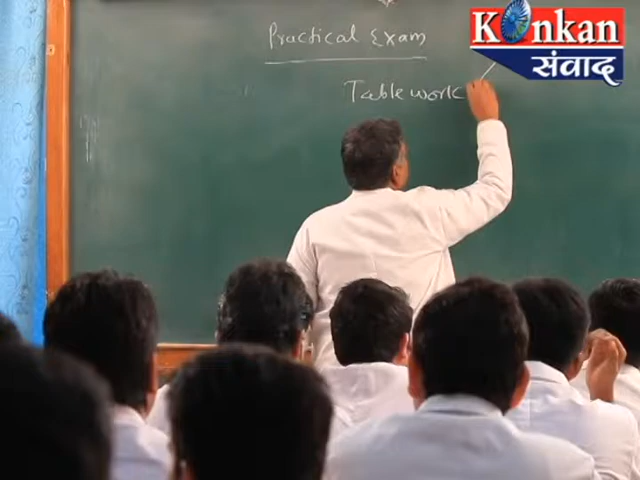 Konkan
संवाद
Practical Exam
Table work